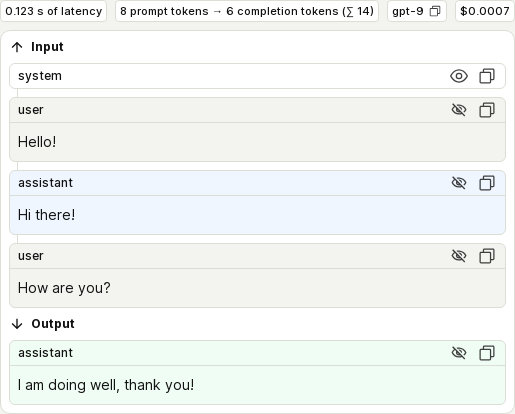 0.123 s of latency 8 prompt tokens → 6 completion tokens (∑ 14) gpt-9 $0.0007
↑ Input
system
user
Hello!
assistant
Hi there!
user
How are you?
↓ Output
assistant
I am doing well, thank you!